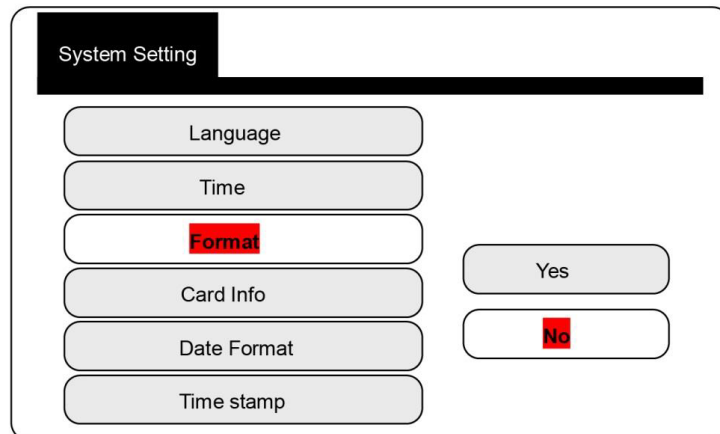 System Setting
Language
Time
Format
Card Info
Date Format
Time stamp
Yes
No